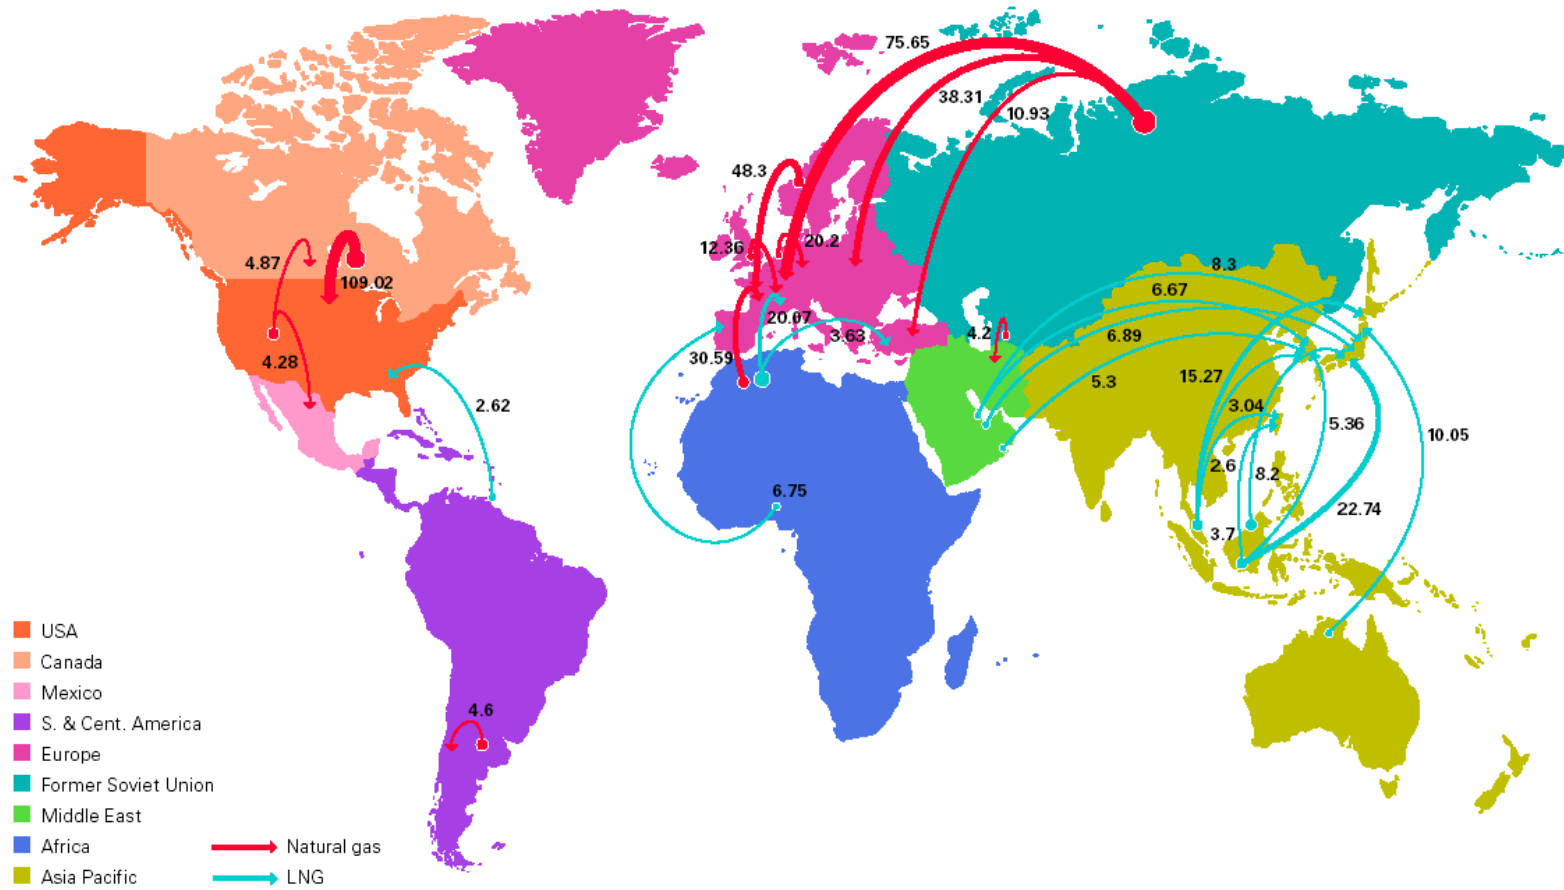 75.65
38.31
10.93
48.3
12.36
20.2
4.87
109.02
8.3
6.67
20.07
3.63
4.2
6.89
30.59
4.28
15.27
5.3
2.62
3.04
5.36
10.05
2.6
8.2
6.75
22.74
3.7
4.6
USA
Canada
Mexico
S. & Cent. America
Europe
Former Soviet Union
Middle East
Africa
Natural gas
Asia Pacific
LNG